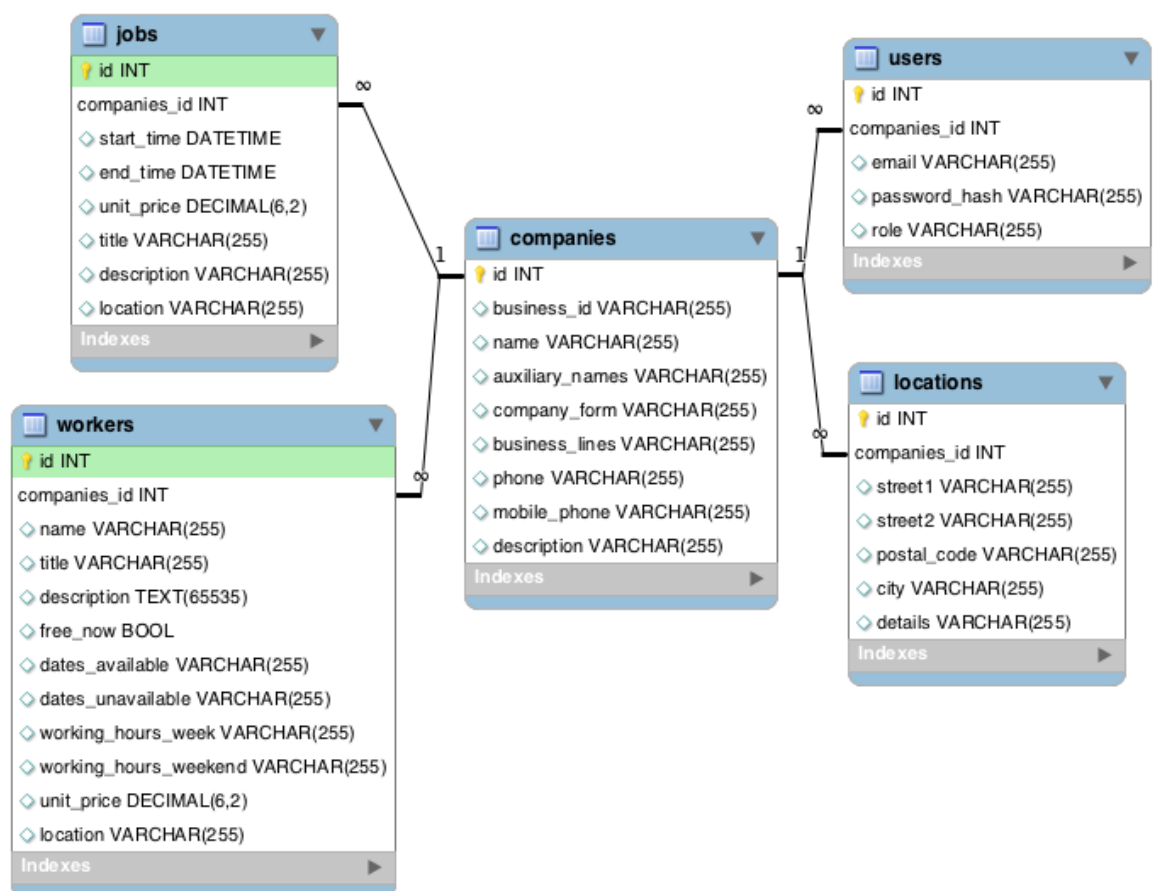 jobs
id INT
companies_id INT
start_time DATETIME
end_time DATETIME
unit_price DECIMAL(6,2)
title VARCHAR(255)
description VARCHAR(255)
location VARCHAR(255)
Indexes
∞
workers
id INT
companies_id INT
name VARCHAR(255)
title VARCHAR(255)
description TEXT(65535)
free_now BOOL
dates_available VARCHAR(255)
dates_unavailable VARCHAR(255)
working_hours_week VARCHAR(255)
working_hours_weekend VARCHAR(255)
unit_price DECIMAL(6,2)
location VARCHAR(255)
Indexes
∞
1
companies
id INT
business_id VARCHAR(255)
name VARCHAR(255)
auxiliary_names VARCHAR(255)
company_form VARCHAR(255)
business_lines VARCHAR(255)
phone VARCHAR(255)
mobile_phone VARCHAR(255)
description VARCHAR(255)
Indexes
1
∞
users
id INT
companies_id INT
email VARCHAR(255)
password_hash VARCHAR(255)
role VARCHAR(255)
Indexes
∞
locations
id INT
companies_id INT
street1 VARCHAR(255)
street2 VARCHAR(255)
postal_code VARCHAR(255)
city VARCHAR(255)
details VARCHAR(255)
Indexes